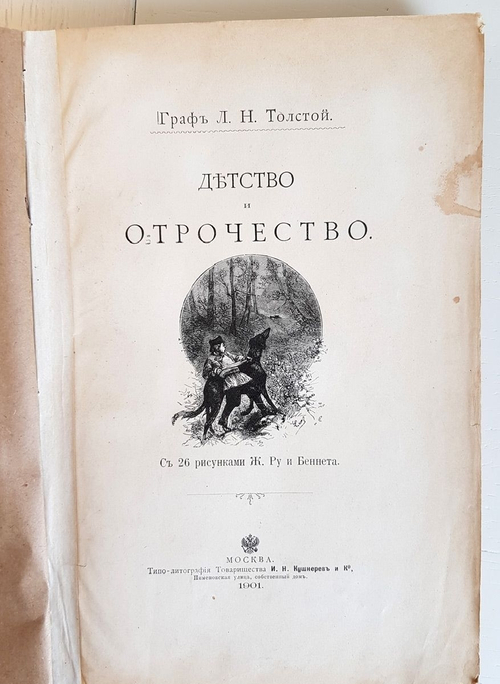 Графъ Л. Н. Толстой.
ДѢТСТВО
и
ОТРОЧЕСТВО.
Съ 26 рисунками Ж. Ру и Беннета.
МОСКВА.
Типо-литографія Товарищества И. Н. Кушнеревъ и Кº,
Пименовская улица, собственный домъ.
1901.